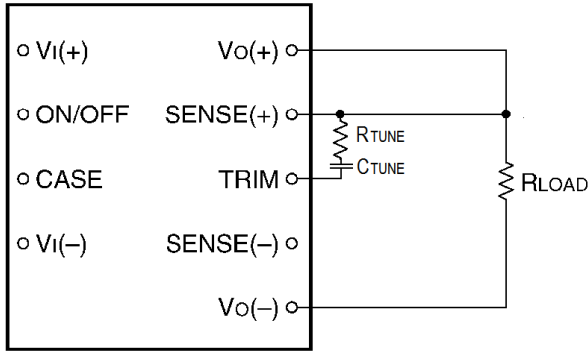 VI(+)
VO(+)
ON/OFF
SENSE(+)
RTUNE
CTUNE
CASE
TRIM
RLOAD
VI(–)
SENSE(–)
VO(–)